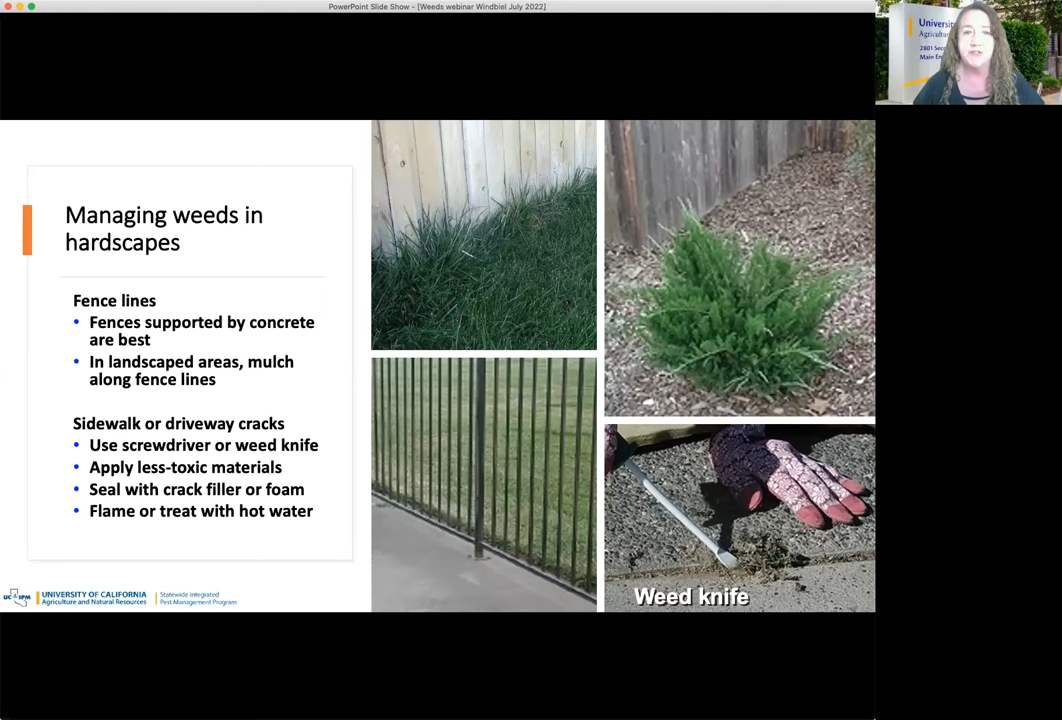 PowerPoint Slide Show - [Weeds webinar Windbiel July 2022]
Managing weeds in
hardscapes
Fence lines
• Fences supported by concrete
are best
• In landscaped areas, mulch
along fence lines
Sidewalk or driveway cracks
• Use screwdriver or weed knife
• Apply less-toxic materials
• Seal with crack filler or foam
• Flame or treat with hot water
Weed knife
UC IPM
UNIVERSITY OF CALIFORNIA
Agriculture and Natural Resources
Statewide Integrated
Pest Management Program
2801